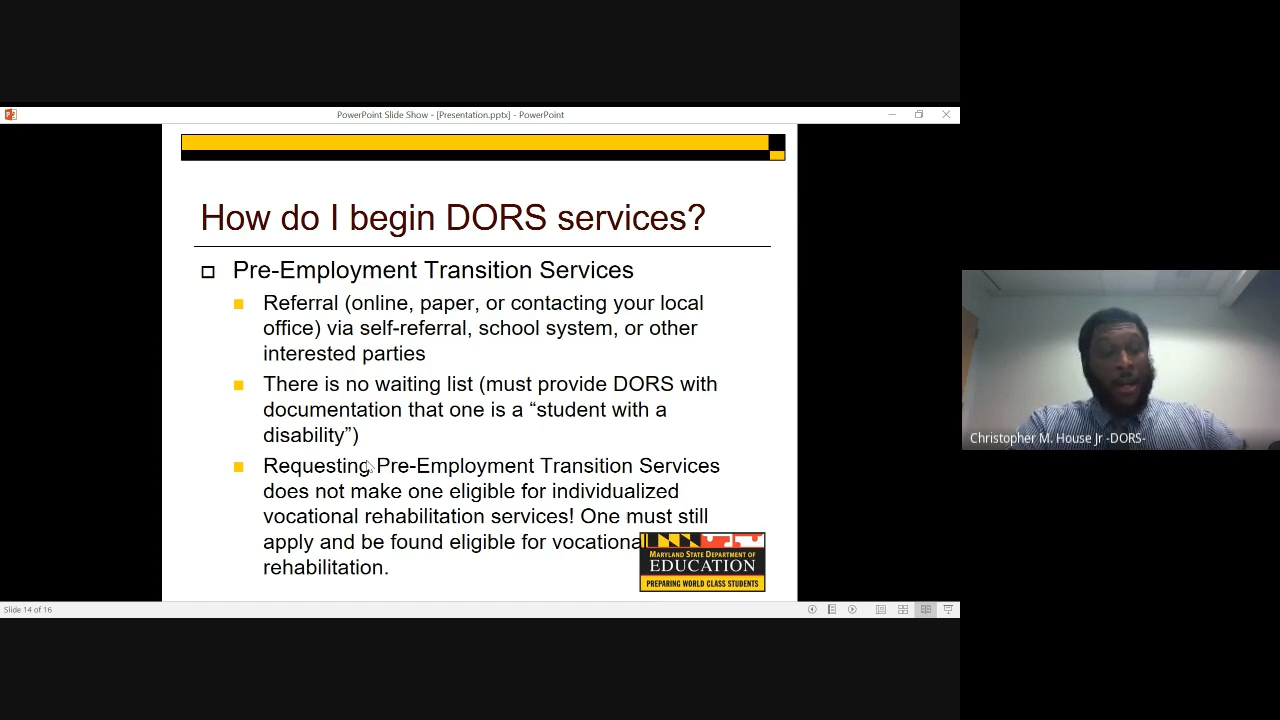 PowerPoint Slide Show - [Presentation.pptx] - PowerPoint
How do I begin DORS services?
Pre-Employment Transition Services
Referral (online, paper, or contacting your local
office) via self-referral, school system, or other
interested parties
There is no waiting list (must provide DORS with
documentation that one is a “student with a
disability”)
Requesting Pre-Employment Transition Services
does not make one eligible for individualized
vocational rehabilitation services! One must still
apply and be found eligible for vocationa
rehabilitation.
MARYLAND STATE DEPARTMENT OF
EDUCATION
PREPARING WORLD CLASS STUDENTS
Slide 14 of 16
Christopher M. House Jr -DORS-